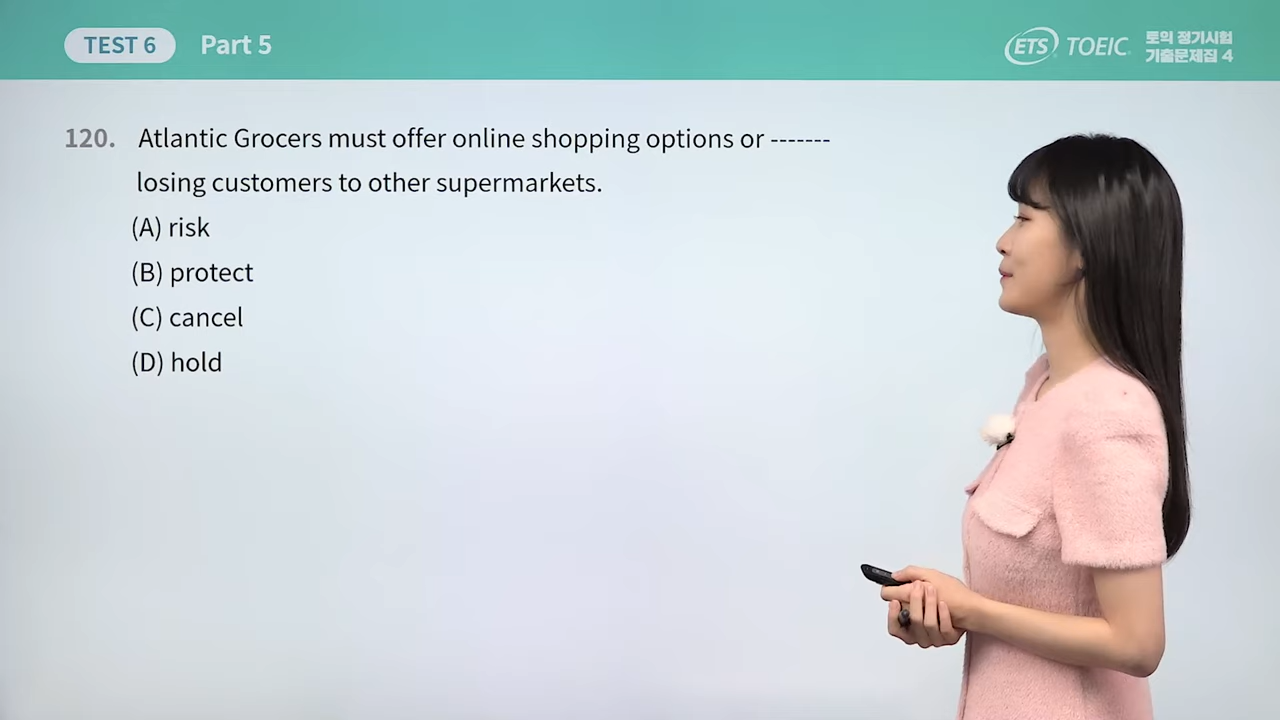 TEST 6
Part 5
ETS TOEIC
토익 정기시험
기출문제집 4
120. Atlantic Grocers must offer online shopping options or -------
losing customers to other supermarkets.
(A) risk
(B) protect
(C) cancel
(D) hold